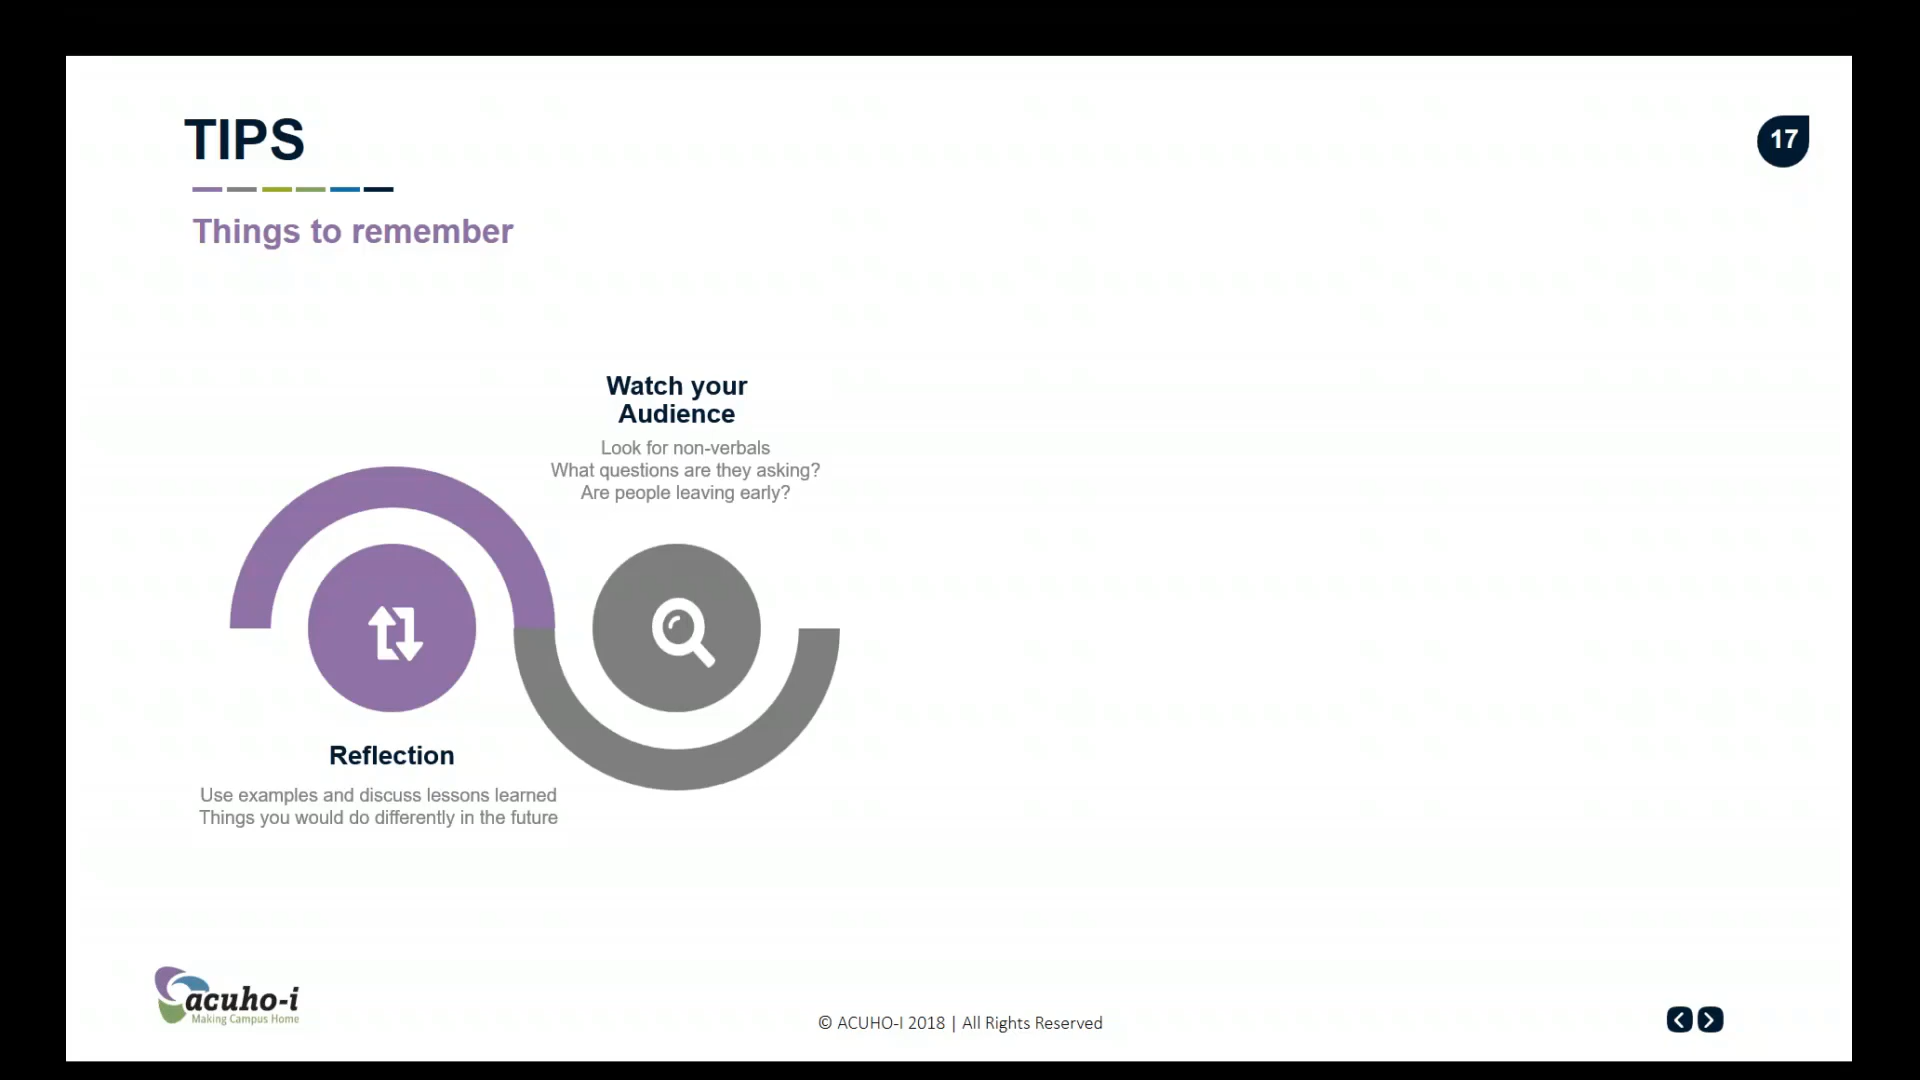 TIPS
17
Things to remember
Watch your
Audience
Look for non-verbals
What questions are they asking?
Are people leaving early?
Reflection
Use examples and discuss lessons learned
Things you would do differently in the future
acuho-i
Making Campus Home
© ACUHO-I 2018 | All Rights Reserved